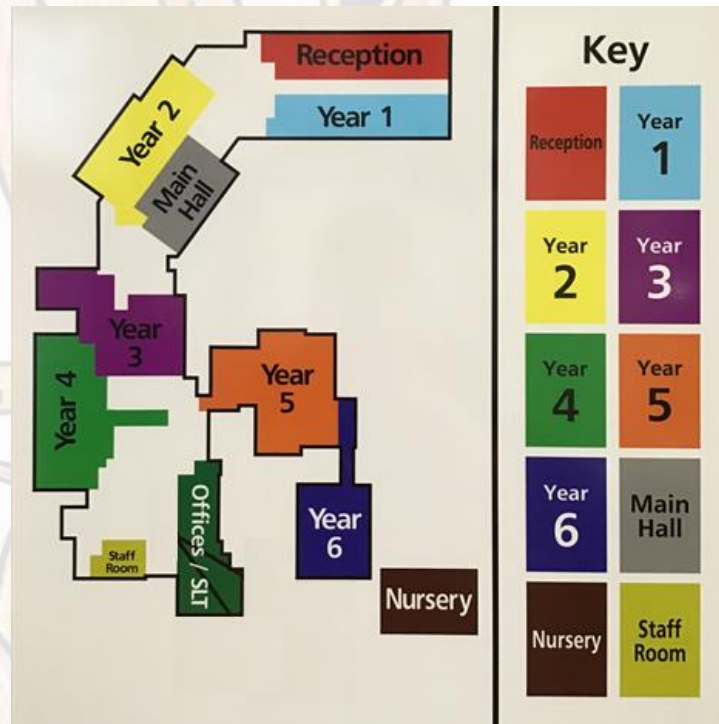 Reception
Year 1
Year 2
Main
Hall
Year
3
Year 4
Year
5
Offices / SLT
Year
6
Staff
Room
Nursery
Key
Reception
Year
1
Year
2
Year
3
Year
4
Year
5
Year
6
Main
Hall
Nursery
Staff
Room